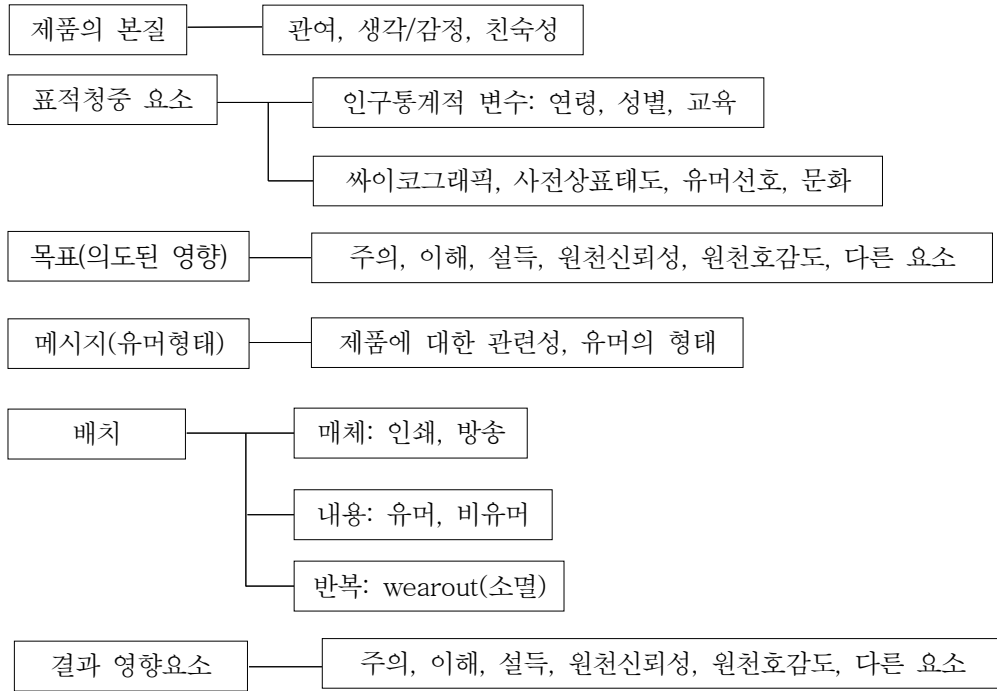 제품의 본질
관여, 생각/감정, 친숙성
표적청중 요소
인구통계적 변수: 연령, 성별, 교육
싸이코그래픽, 사전상표태도, 유머선호, 문화
목표(의도된 영향)
주의, 이해, 설득, 원천신뢰성, 원천호감도, 다른 요소
메시지(유머형태)
제품에 대한 관련성, 유머의 형태
배치
매체: 인쇄, 방송
내용: 유머, 비유머
반복: wearout(소멸)
결과 영향요소
주의, 이해, 설득, 원천신뢰성, 원천호감도, 다른 요소